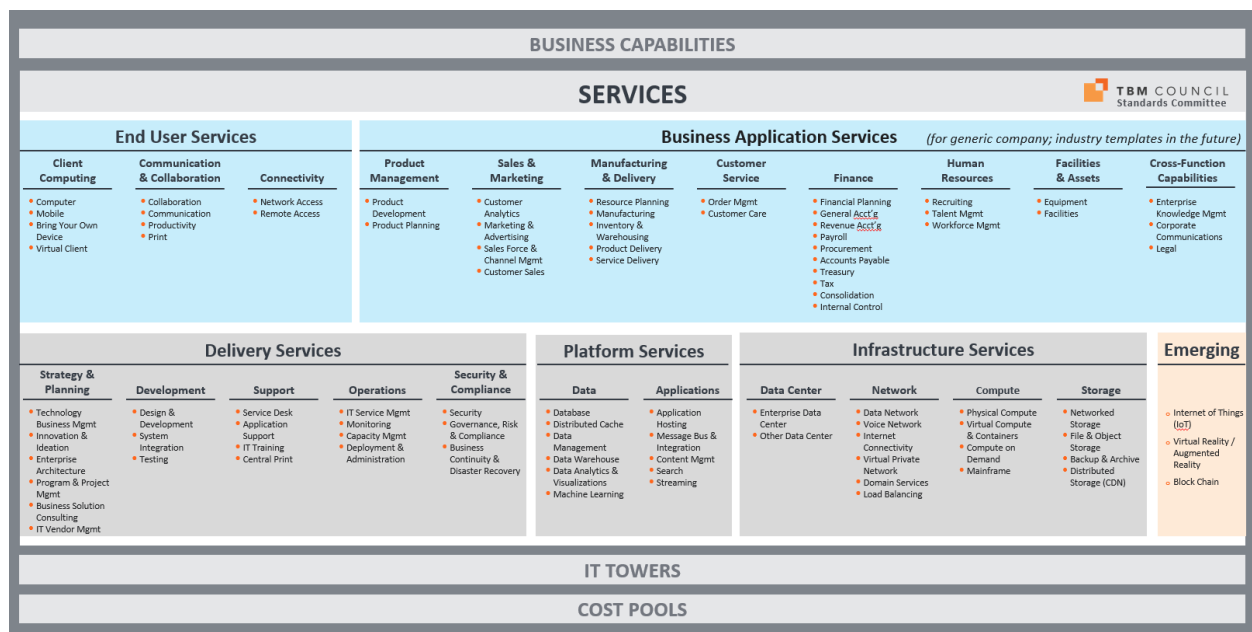 BUSINESS CAPABILITIES
SERVICES
TBM COUNCIL
Standards Committee
End User Services
Client
Computing
Computer
Mobile
Bring Your Own
Device
Virtual Client
Communication
& Collaboration
Collaboration
Communication
Productivity
Print
Connectivity
Network Access
Remote Access
Business Application Services (for generic company; industry templates in the future)
Product
Management
Product
Development
Product Planning
Sales &
Marketing
Customer
Analytics
Marketing &
Advertising
Sales Force &
Channel Mgmt
Customer Sales
Manufacturing
& Delivery
Resource Planning
Manufacturing
Inventory &
Warehousing
Product Delivery
Service Delivery
Customer
Service
Order Mgmt
Customer Care
Finance
Financial Planning
General Acct'g
Revenue Acct'g
Payroll
Procurement
Accounts Payable
Treasury
Tax
Consolidation
Internal Control
Human
Resources
Recruiting
Talent Mgmt
Workforce Mgmt
Facilities
& Assets
Equipment
Facilities
Cross-Function
Capabilities
Enterprise
Knowledge Mgmt
Corporate
Communications
Legal
Delivery Services
Strategy &
Planning
Technology
Business Mgmt
Innovation &
Ideation
Enterprise
Architecture
Program & Project
Mgmt
Business Solution
Consulting
IT Vendor Mgmt
Development
Design &
Development
System
Integration
Testing
Support
Service Desk
Application
Support
IT Training
Central Print
Operations
IT Service Mgmt
Monitoring
Capacity Mgmt
Deployment &
Administration
Security &
Compliance
Security
Governance, Risk
& Compliance
Business
Continuity &
Disaster Recovery
Platform Services
Data
Database
Distributed Cache
Data
Management
Data Warehouse
Data Analytics &
Visualizations
Machine Learning
Applications
Application
Hosting
Message Bus &
Integration
Content Mgmt
Search
Streaming
Infrastructure Services
Data Center
Enterprise Data
Center
Other Data Center
Network
Data Network
Voice Network
Internet
Connectivity
Virtual Private
Network
Domain Services
Load Balancing
Compute
Physical Compute
Virtual Compute
& Containers
Compute on
Demand
Mainframe
Storage
Networked
Storage
File & Object
Storage
Backup & Archive
Distributed
Storage (CDN)
Emerging
Internet of Things
(IoT)
Virtual Reality /
Augmented
Reality
Block Chain
IT TOWERS
COST POOLS